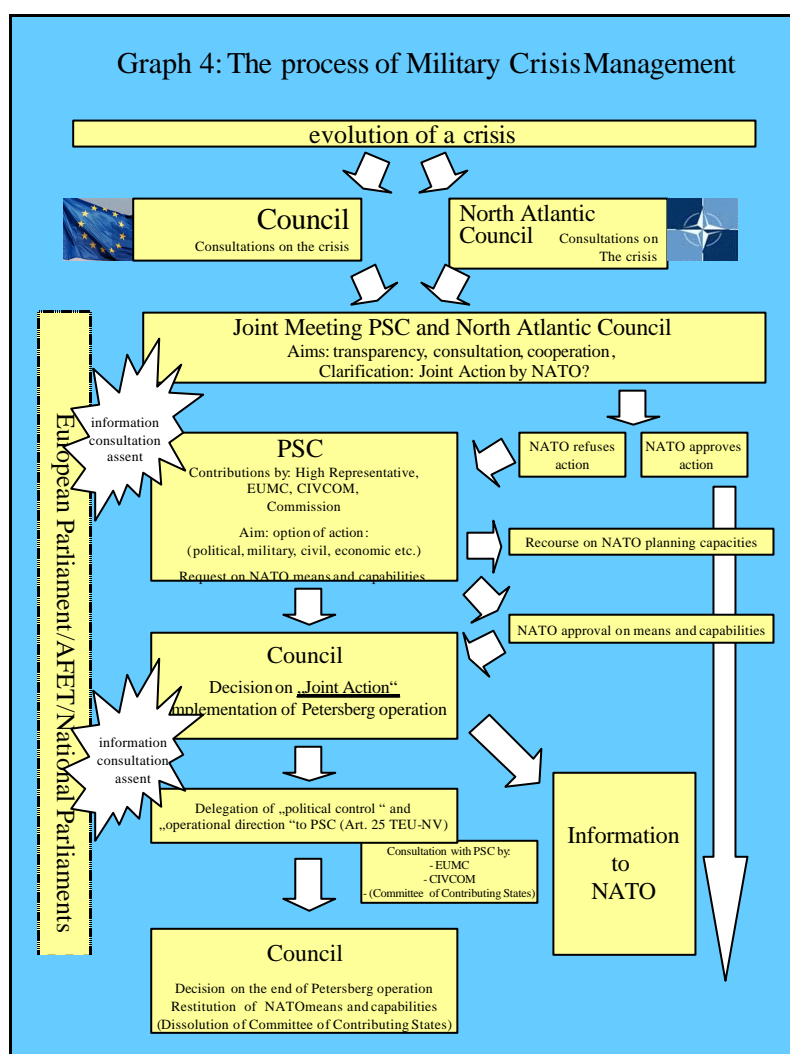 Graph 4: The process of Military Crisis Management
evolution of a crisis
Council
Consultations on the crisis
North Atlantic
Council Consultations on
The crisis
Joint Meeting PSC and North Atlantic Council
Aims: transparency, consultation, cooperation,
Clarification: Joint Action by NATO?
European Parliament/AFET/National Parliaments
information
consultation
assent
NATO refuses
action
NATO approves
action
PSC
Contributions by: High Representative,
EUMC, CIVCOM,
Commission
Aim: option of action:
(political, military, civil, economic etc.)
Request on NATO means and capabilities
Recourse on NATO planning capacities
NATO approval on means and capabilities
Council
Decision on „Joint Action“
Implementation of Petersberg operation
information
consultation
assent
Delegation of „political control “ and
„operational direction “to PSC (Art. 25 TEU-NV)
Consultation with PSC by:
- EUMC
- CIVCOM
- (Committee of Contributing States)
Information
to
NATO
Council
Decision on the end of Petersberg operation
Restitution of NATOmeans and capabilities
(Dissolution of Committee of Contributing States)